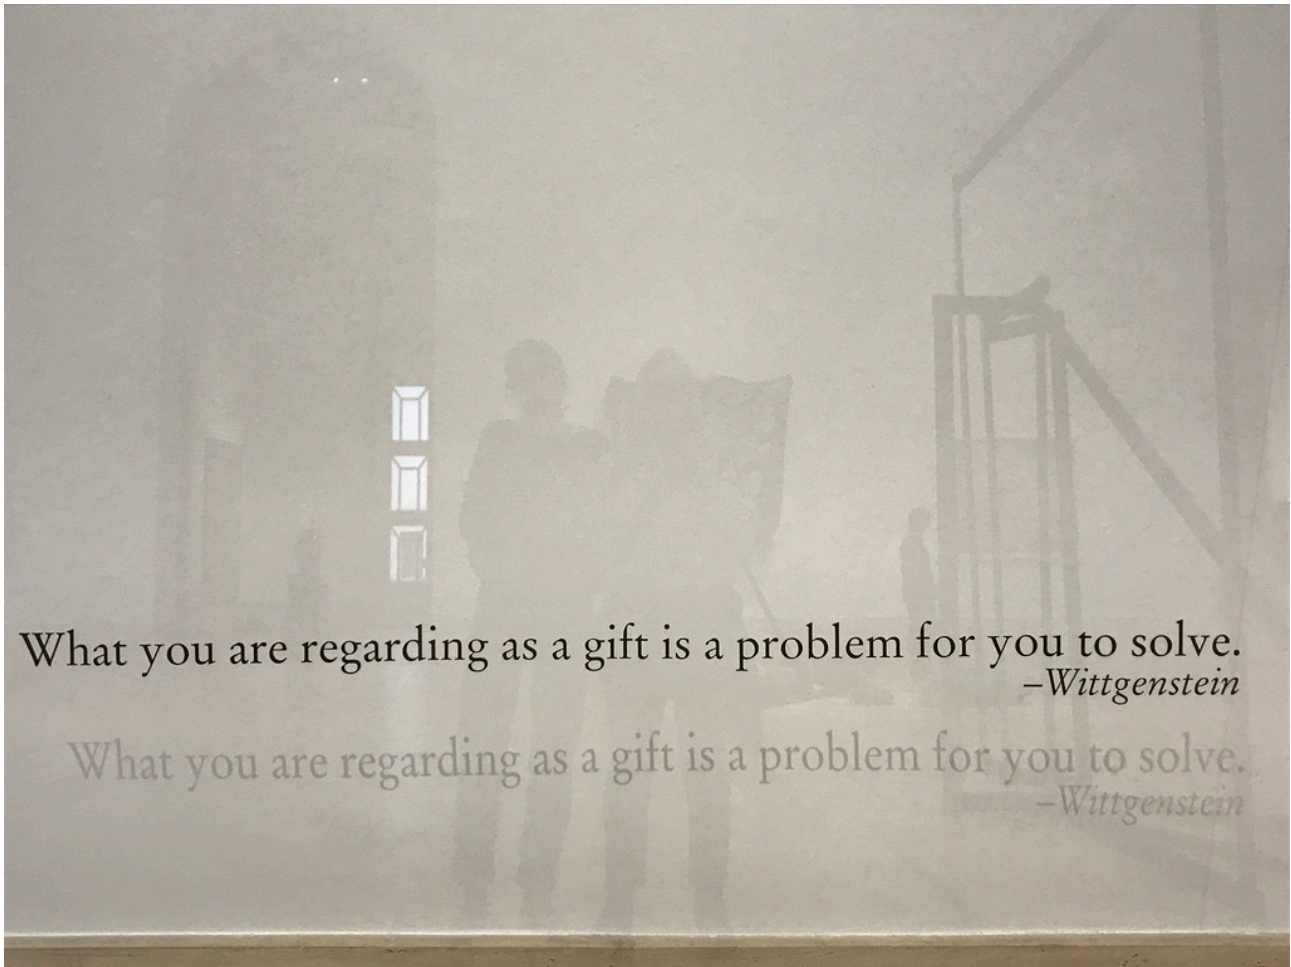 What you are regarding as a gift is a problem for you to solve.
–Wittgenstein
What you are regarding as a gift is a problem for you to solve.
–Wittgenstein